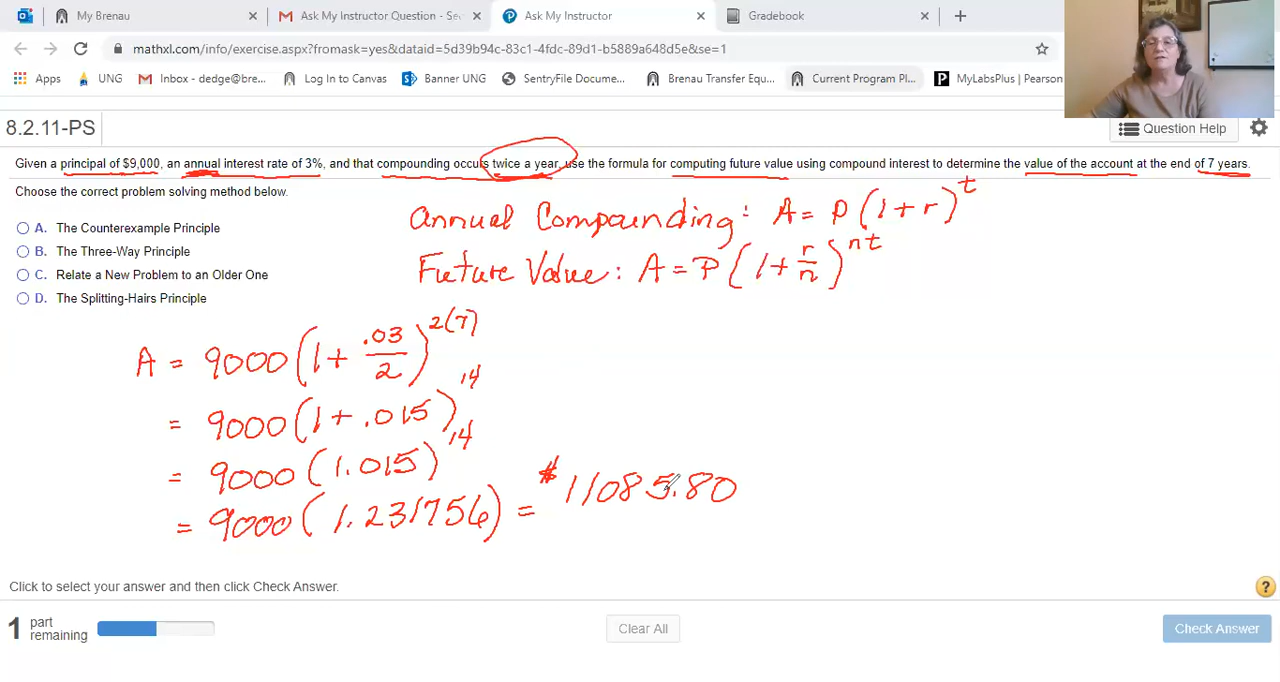 My Brenau
Ask My Instructor Question - Se
Ask My Instructor
Gradebook
mathxl.com/info/exercise.aspx?fromask=yes&dataid=5d39b94c-83c1-4fdc-89d1-b5889a648d5e&se=1
Apps UNG Inbox - dedge@bre... Log In to Canvas Banner UNG SentryFile Docume... Brenau Transfer Equ... Current Program Pl... MyLabsPlus | Pearson
8.2.11-PS
Question Help
Given a principal of $9,000, an annual interest rate of 3%, and that compounding occurs twice a year, use the formula for computing future value using compound interest to determine the value of the account at the end of 7 years.
Choose the correct problem solving method below.
A. The Counterexample Principle
B. The Three-Way Principle
C. Relate a New Problem to an Older One
D. The Splitting-Hairs Principle
Annual Compounding: A = P(1 + r)^t
Future Value: A = P(1 + r/n)^nt
A = 9000(1 + .03/2)^2(7)
= 9000(1 + .015)^14
= 9000(1.015)^14
= 9000(1.231756) = $11085.80
Click to select your answer and then click Check Answer.
?
1 part remaining
Clear All
Check Answer